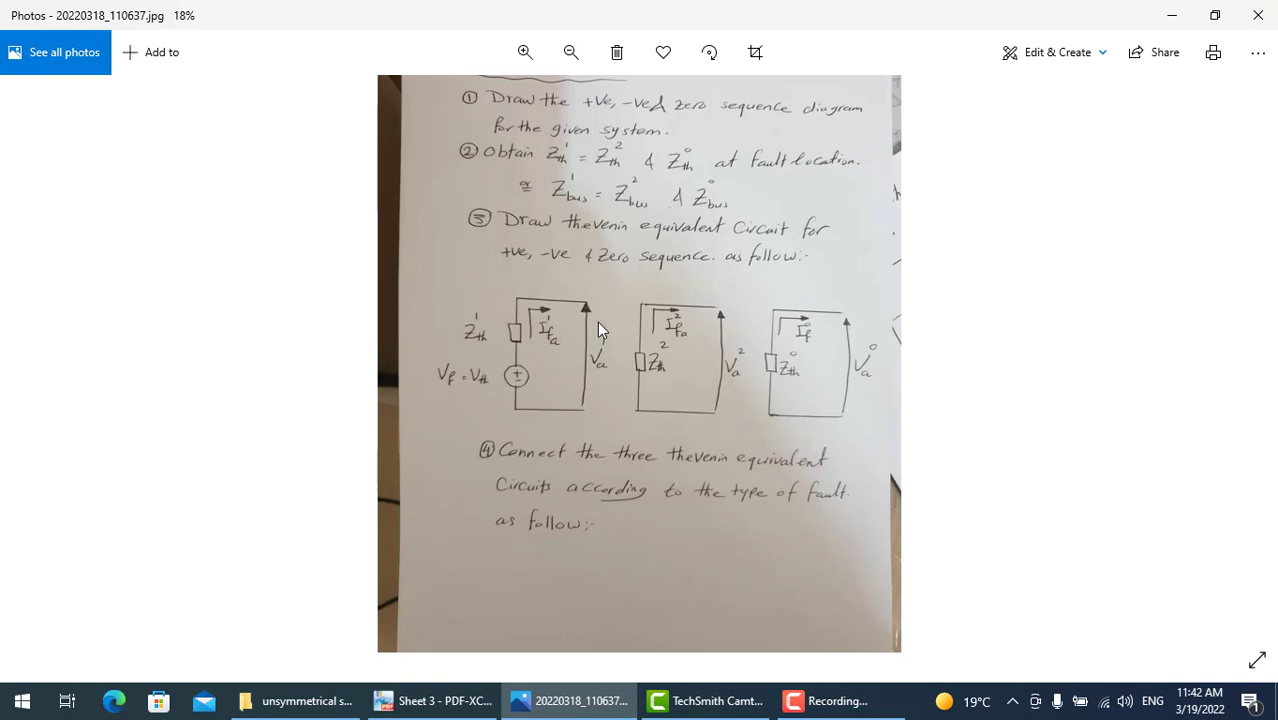 Photos - 20220318_110637.jpg 18%
See all photos
Add to
Edit & Create
Share
① Draw the +ve, -ve & zero sequence diagram
for the given system.
② Obtain Z¹th = Z²th & Z⁰th at fault location.
or Z¹bus = Z²bus & Z⁰bus
③ Draw thevenin equivalent Circuit for
+ve, -ve & zero sequence. as follow:-
Z¹th
I¹fa
V¹a
Vf = Vth
I²fa
Z²th
V²a
I⁰f
Z⁰th
V⁰a
④ Connect the three thevenin equivalent
Circuits according to the type of fault.
as follow:-
unsymmetrical s...
Sheet 3 - PDF-XC...
20220318_110637...
TechSmith Camt...
Recording...
19°C
ENG
11:42 AM
3/19/2022
1